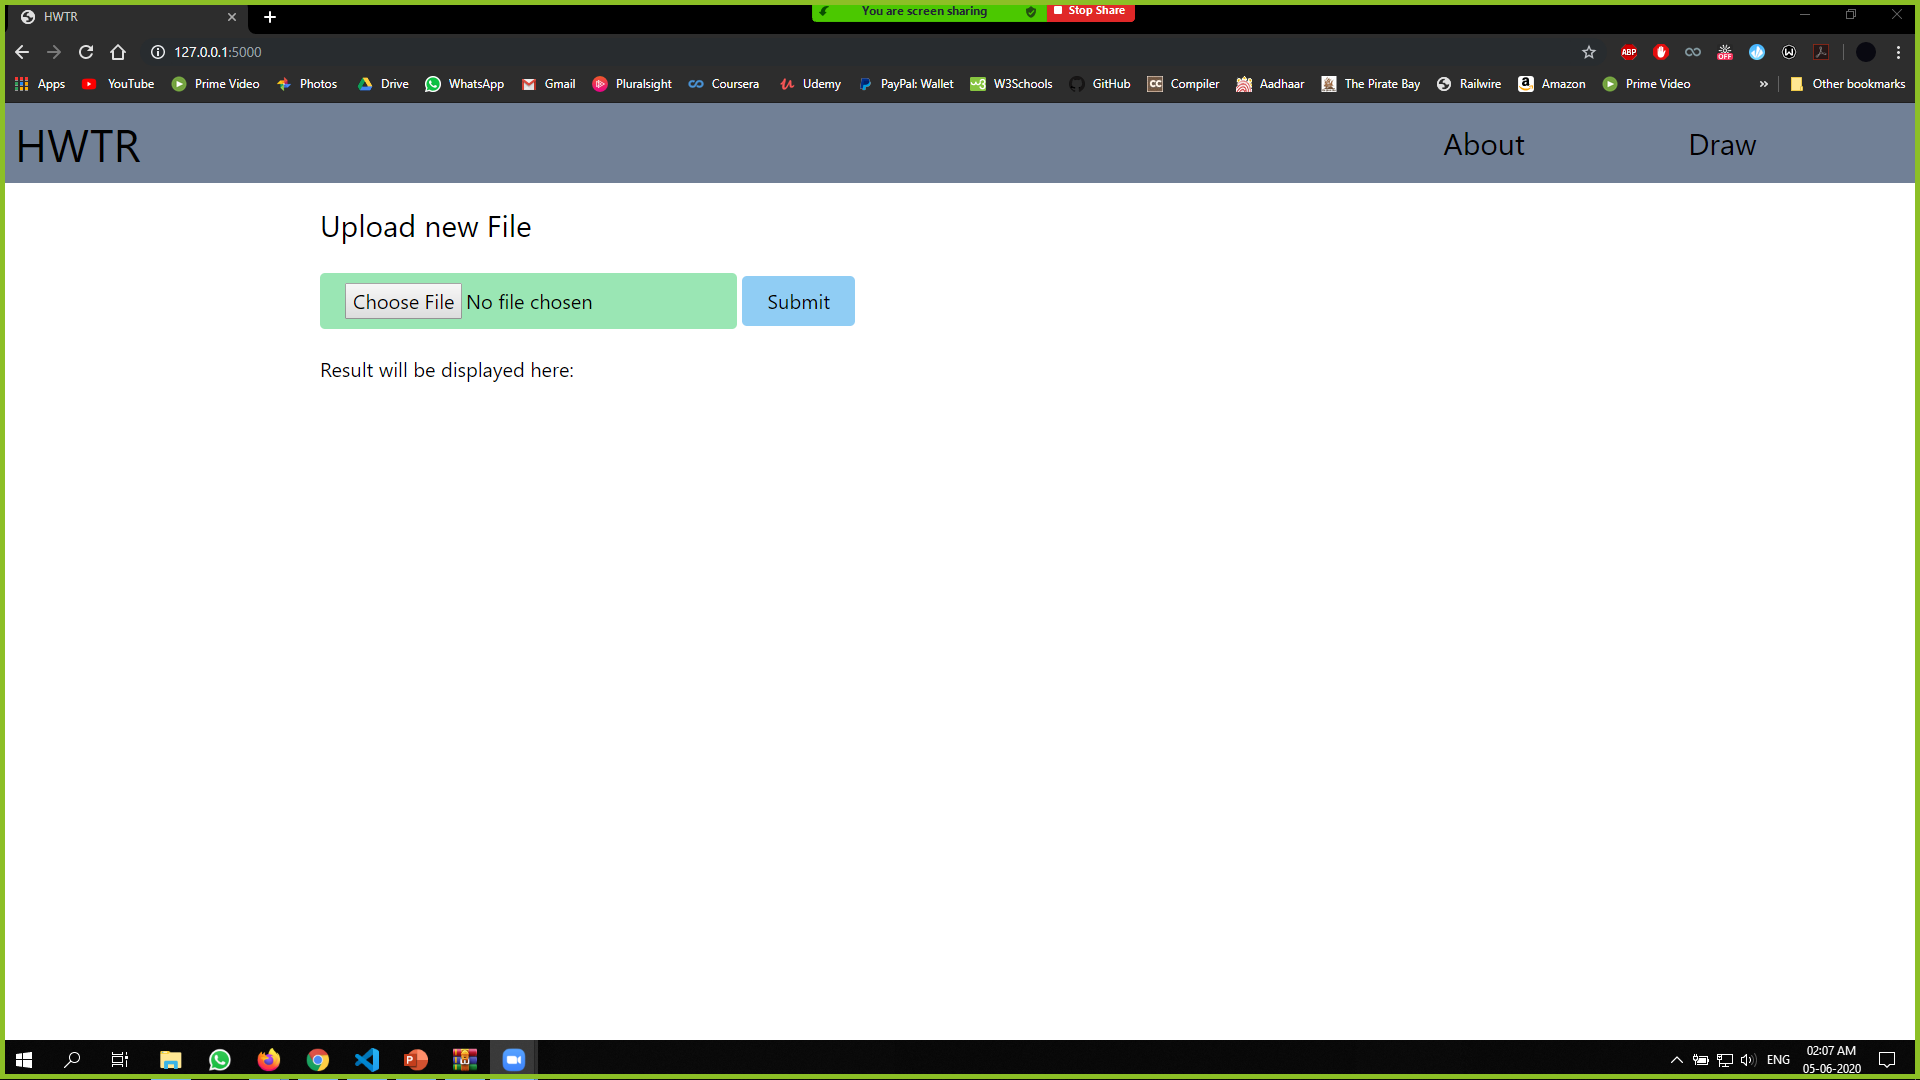 HWTR
You are screen sharing
Stop Share
127.0.0.1:5000
ABP
OFF
Apps
YouTube
Prime Video
Photos
Drive
WhatsApp
Gmail
Pluralsight
Coursera
Udemy
PayPal: Wallet
W3Schools
GitHub
CC
Compiler
Aadhaar
The Pirate Bay
Railwire
Amazon
Prime Video
»
Other bookmarks
HWTR
About
Draw
Upload new File
Choose File No file chosen
Submit
Result will be displayed here:
ENG
02:07 AM
05-06-2020